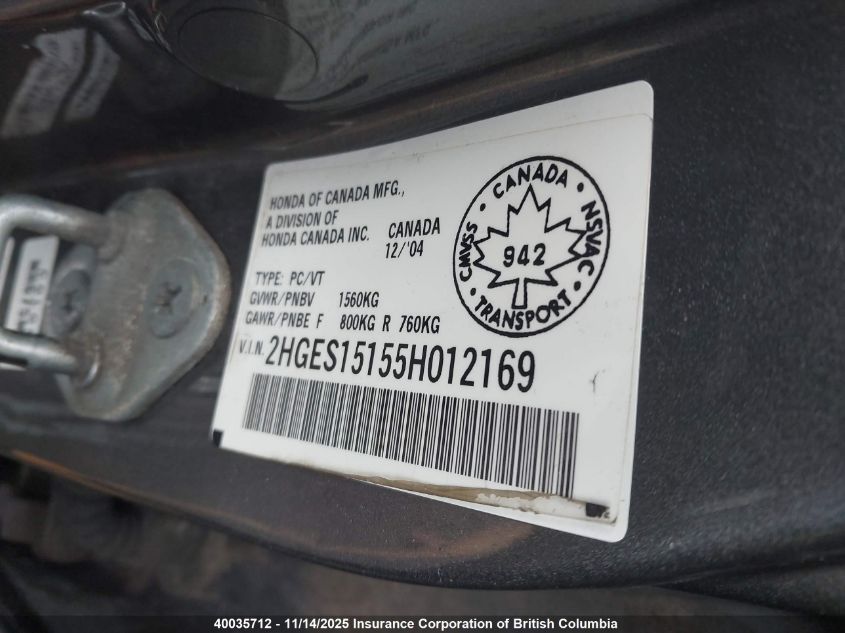 HONDA OF CANADA MFG.,
A DIVISION OF
HONDA CANADA INC.
CANADA
12/'04
TYPE: PC/VT
GVWR/PNBV 1560KG
GAWR/PNBE F 800KG R 760KG
V.I.N. 2HGES15155H012169
CANADA • NSVAC • TRANSPORT • CMVSS •
942
40035712 - 11/14/2025 Insurance Corporation of British Columbia